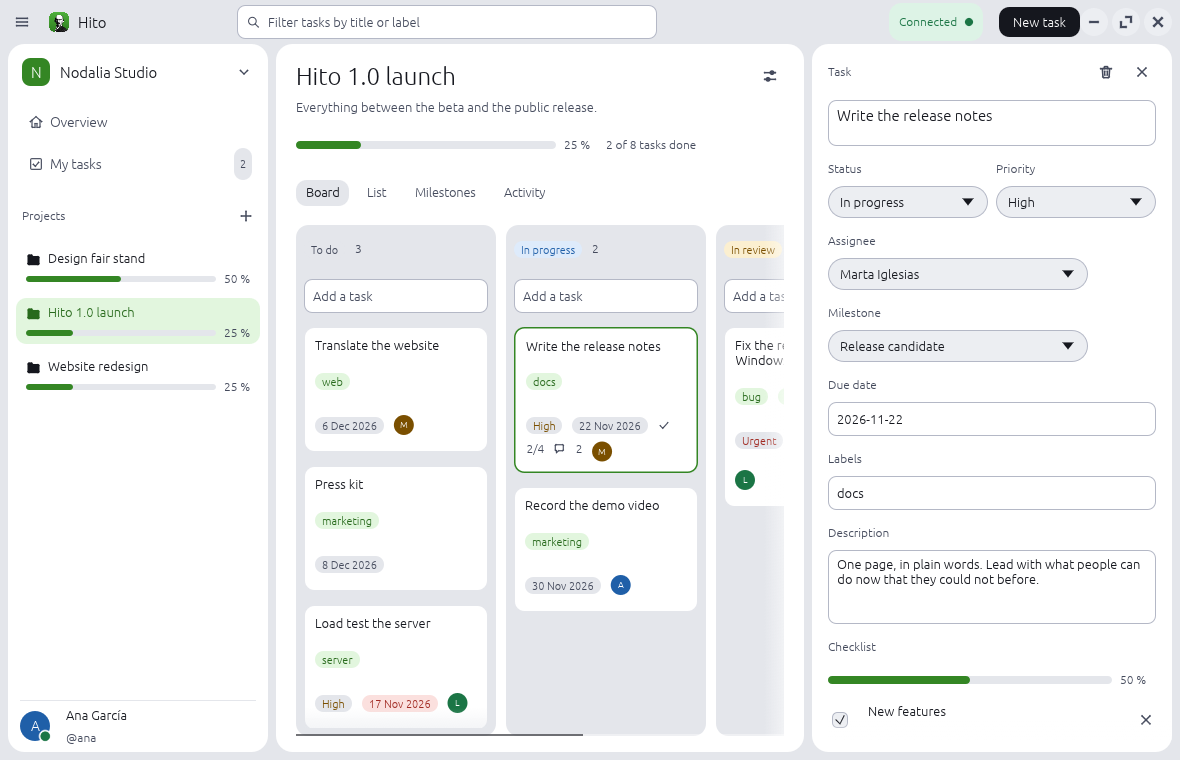 Hito
Filter tasks by title or label
Connected
New task
N
Nodalia Studio
Overview
My tasks
2
Projects
Design fair stand
50 %
Hito 1.0 launch
25 %
Website redesign
25 %
A
Ana García
@ana
Hito 1.0 launch
Everything between the beta and the public release.
25 %
2 of 8 tasks done
Board
List
Milestones
Activity
To do
3
Add a task
Translate the website
web
6 Dec 2026
M
Press kit
marketing
8 Dec 2026
Load test the server
server
High
17 Nov 2026
L
In progress
2
Add a task
Write the release notes
docs
High
22 Nov 2026
2/4
2
M
Record the demo video
marketing
30 Nov 2026
A
In review
Add a
Fix the
Window
bug
Urgent
L
Task
Write the release notes
Status
Priority
In progress
High
Assignee
Marta Iglesias
Milestone
Release candidate
Due date
2026-11-22
Labels
docs
Description
One page, in plain words. Lead with what people can
do now that they could not before.
Checklist
50 %
New features